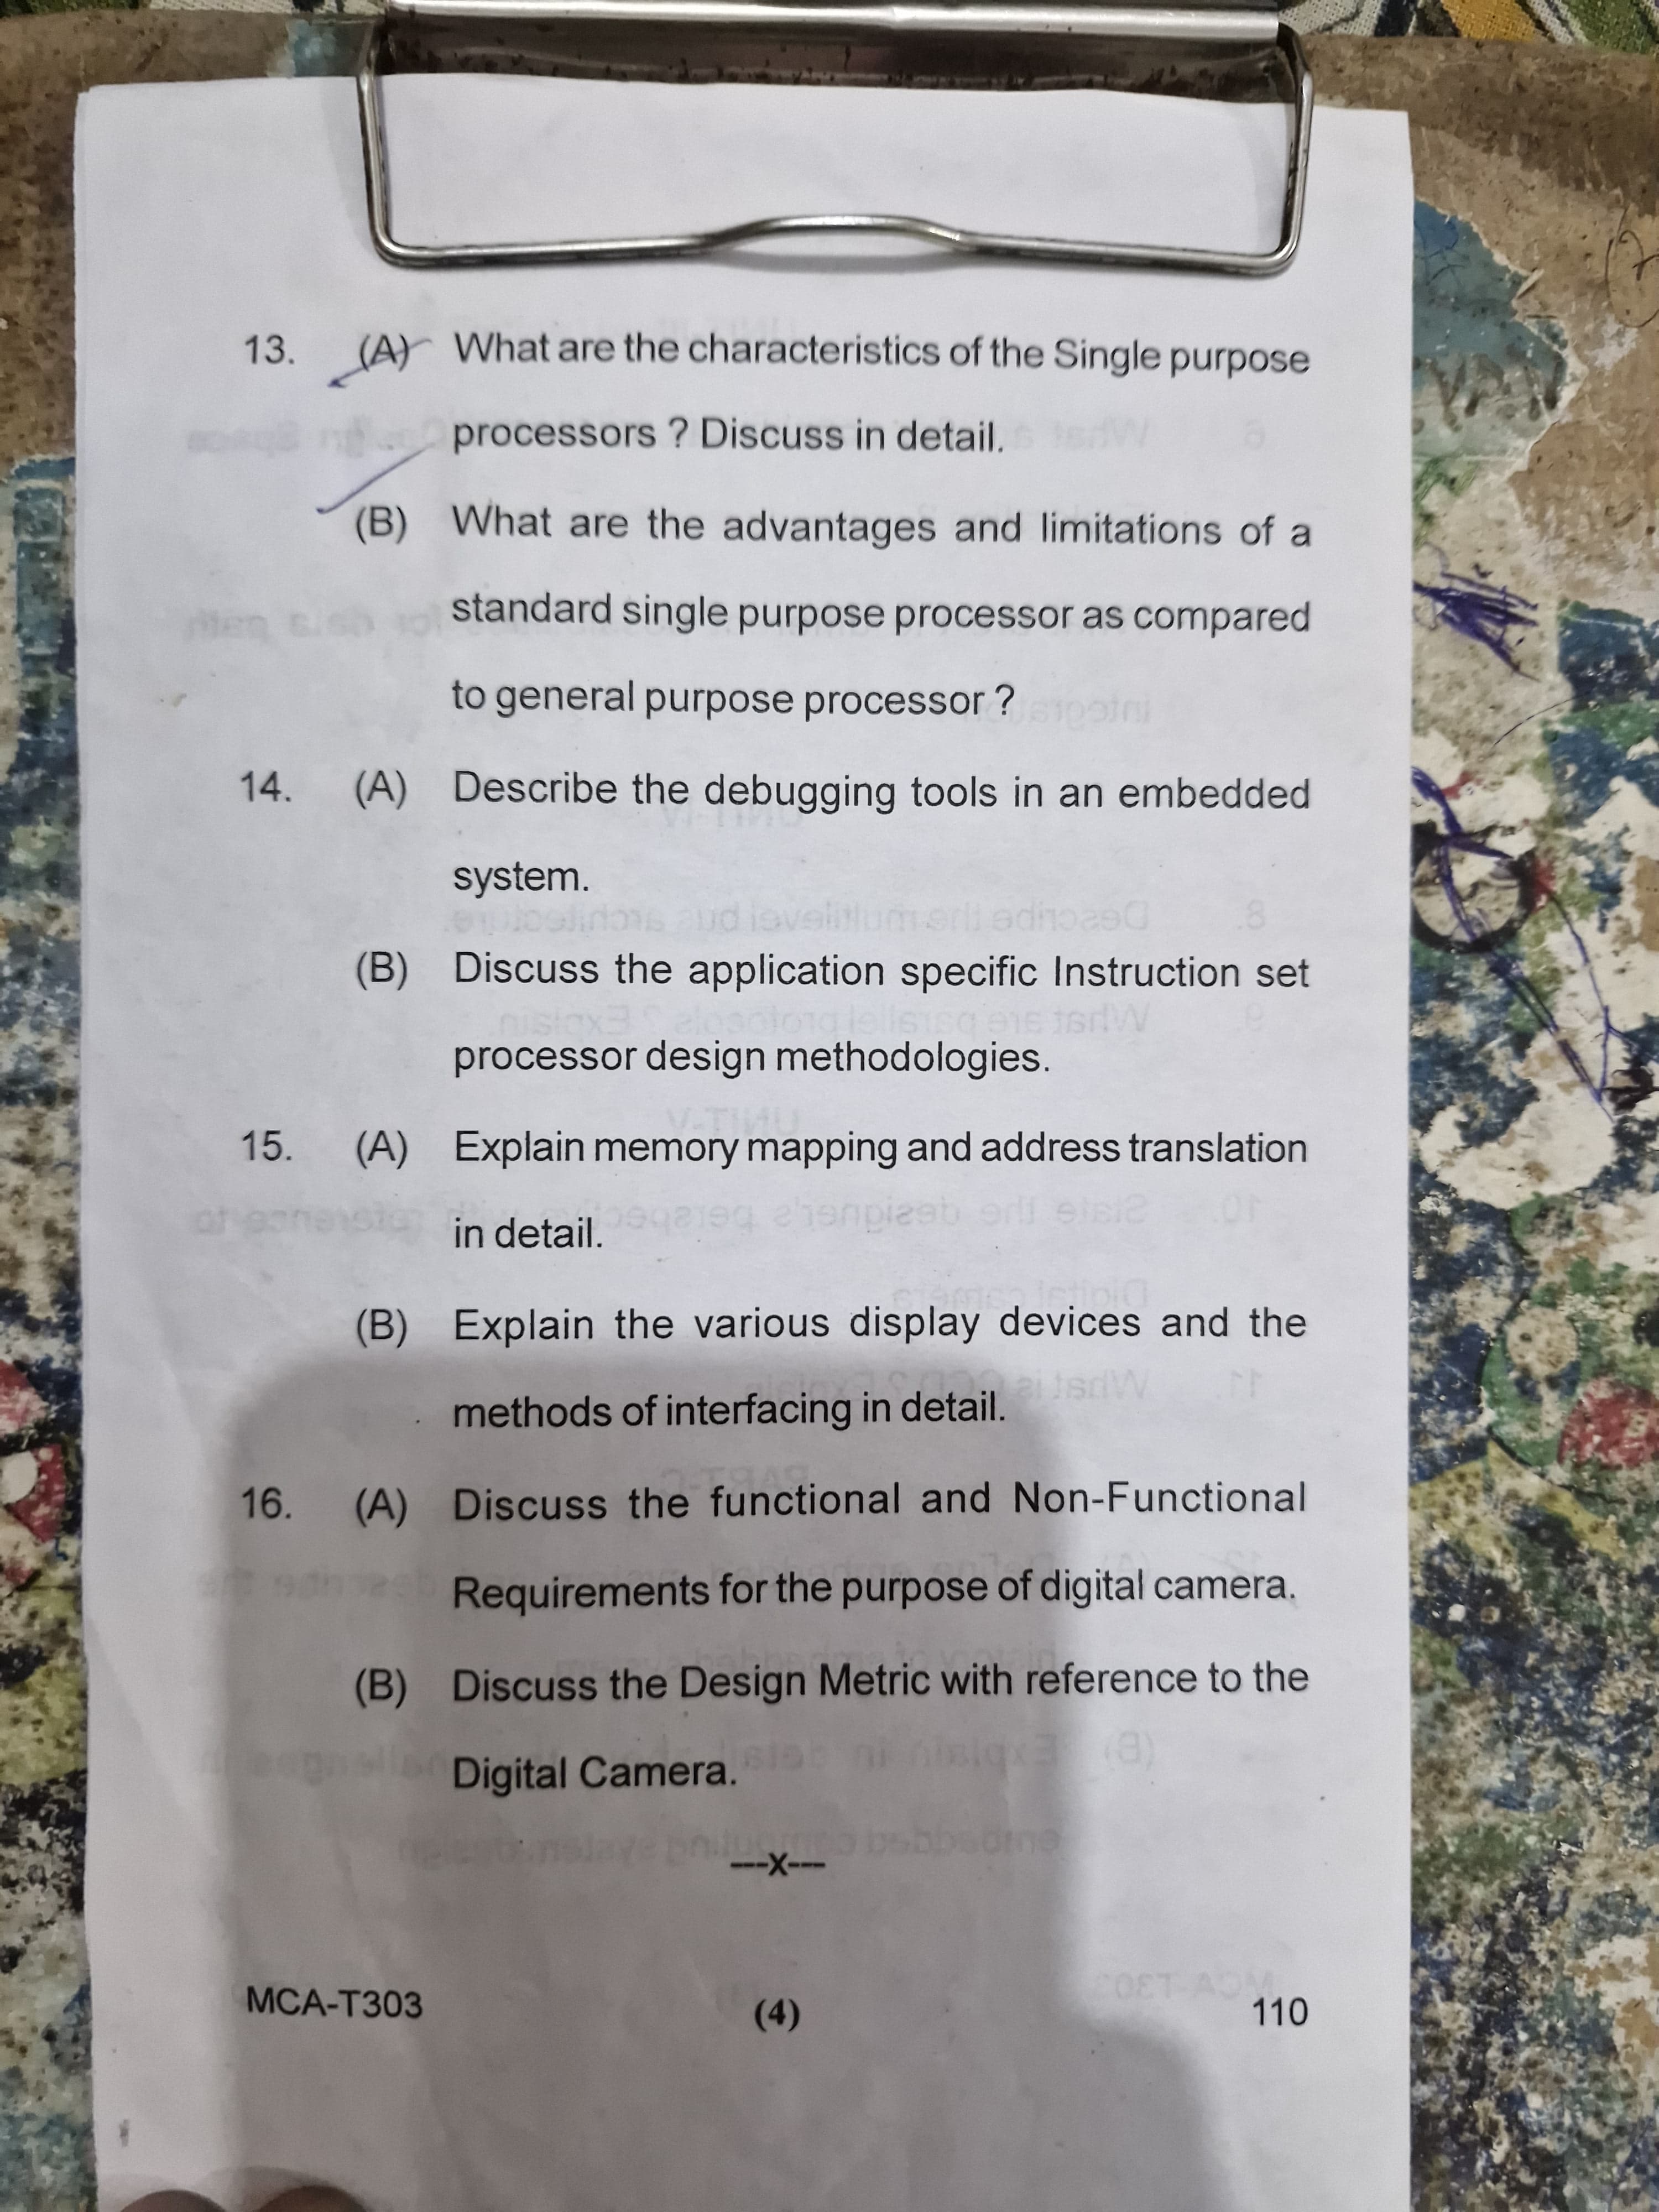 13. (A) What are the characteristics of the Single purpose
processors ? Discuss in detail.
(B) What are the advantages and limitations of a
standard single purpose processor as compared
to general purpose processor ?
14. (A) Describe the debugging tools in an embedded
system.
(B) Discuss the application specific Instruction set
processor design methodologies.
15. (A) Explain memory mapping and address translation
in detail.
(B) Explain the various display devices and the
methods of interfacing in detail.
16. (A) Discuss the functional and Non-Functional
Requirements for the purpose of digital camera.
(B) Discuss the Design Metric with reference to the
Digital Camera.
---x---
MCA-T303 (4) 110